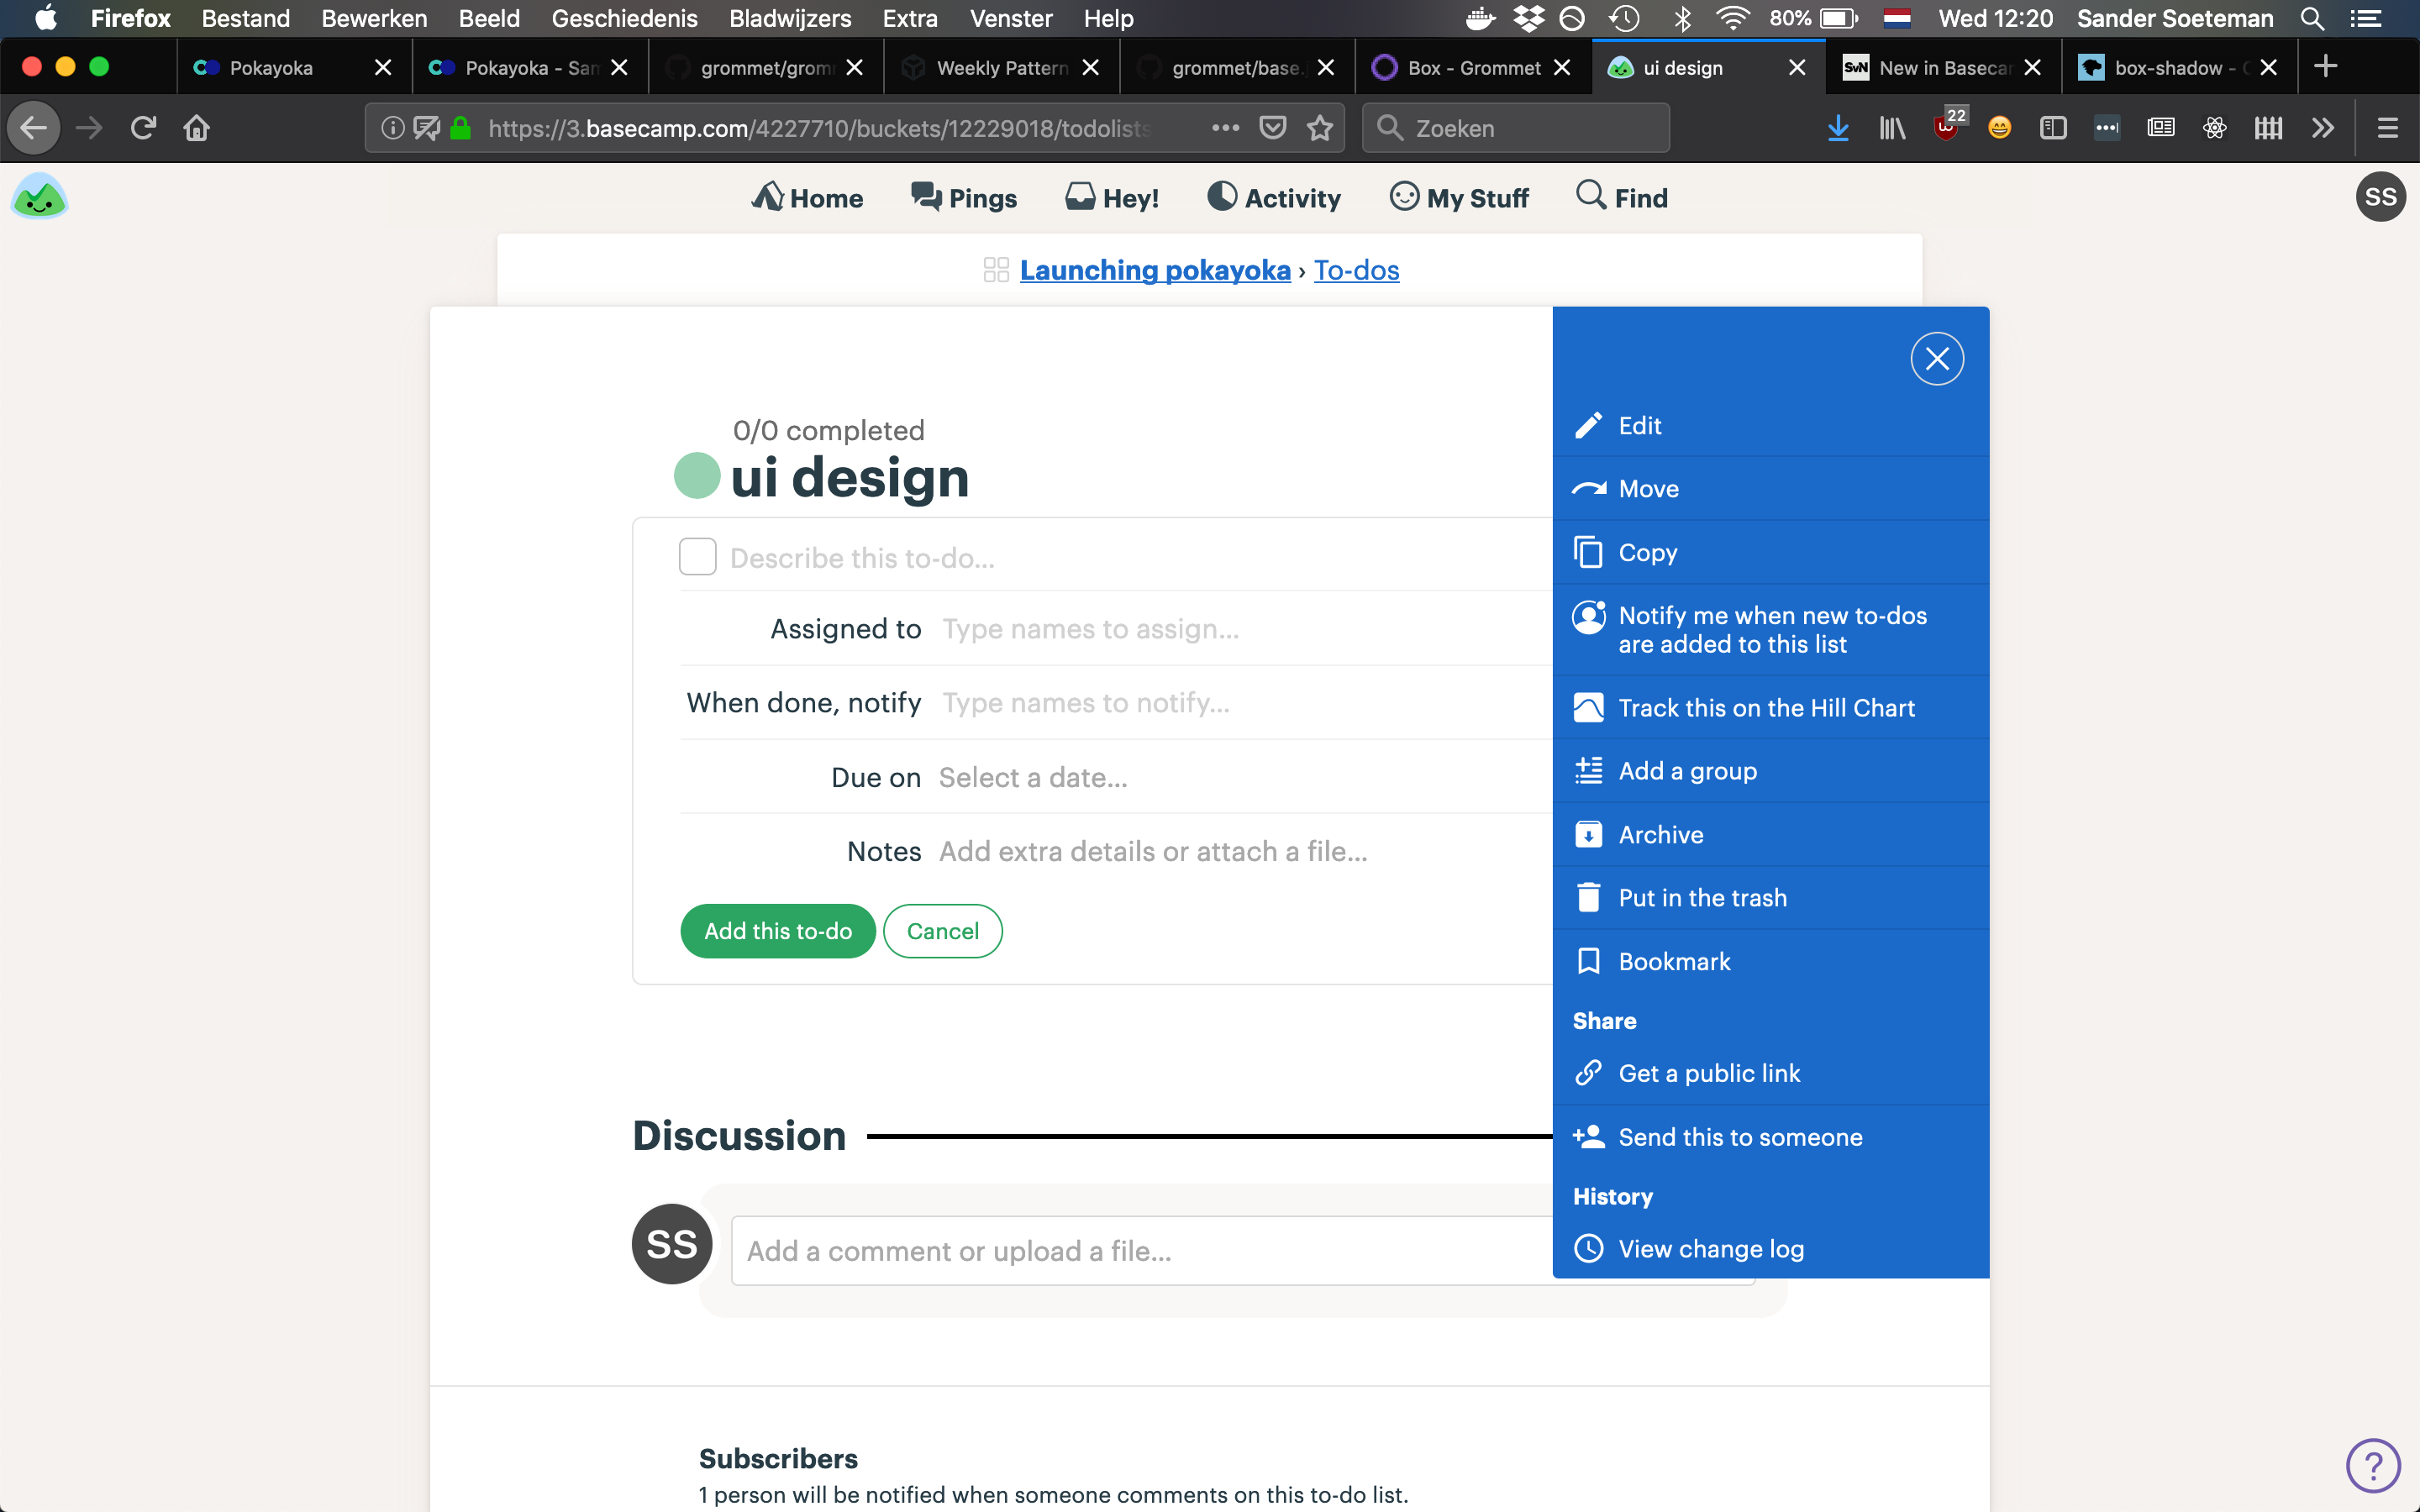 Firefox Bestand Bewerken Beeld Geschiedenis Bladwijzers Extra Venster Help 80% Wed 12:20 Sander Soeteman
Pokayoka Pokayoka - San grommet/grom Weekly Pattern grommet/base. Box - Grommet ui design SvN New in Baseca box-shadow -
https://3.basecamp.com/4227710/buckets/12229018/todolists Zoeken 22
Home Pings Hey! Activity My Stuff Find SS
Launching pokayoka › To-dos
0/0 completed
ui design
Describe this to-do...
Assigned to Type names to assign...
When done, notify Type names to notify...
Due on Select a date...
Notes Add extra details or attach a file...
Add this to-do Cancel
Edit
Move
Copy
Notify me when new to-dos
are added to this list
Track this on the Hill Chart
Add a group
Archive
Put in the trash
Bookmark
Share
Get a public link
Send this to someone
History
View change log
Discussion
SS Add a comment or upload a file...
Subscribers
1 person will be notified when someone comments on this to-do list.
?